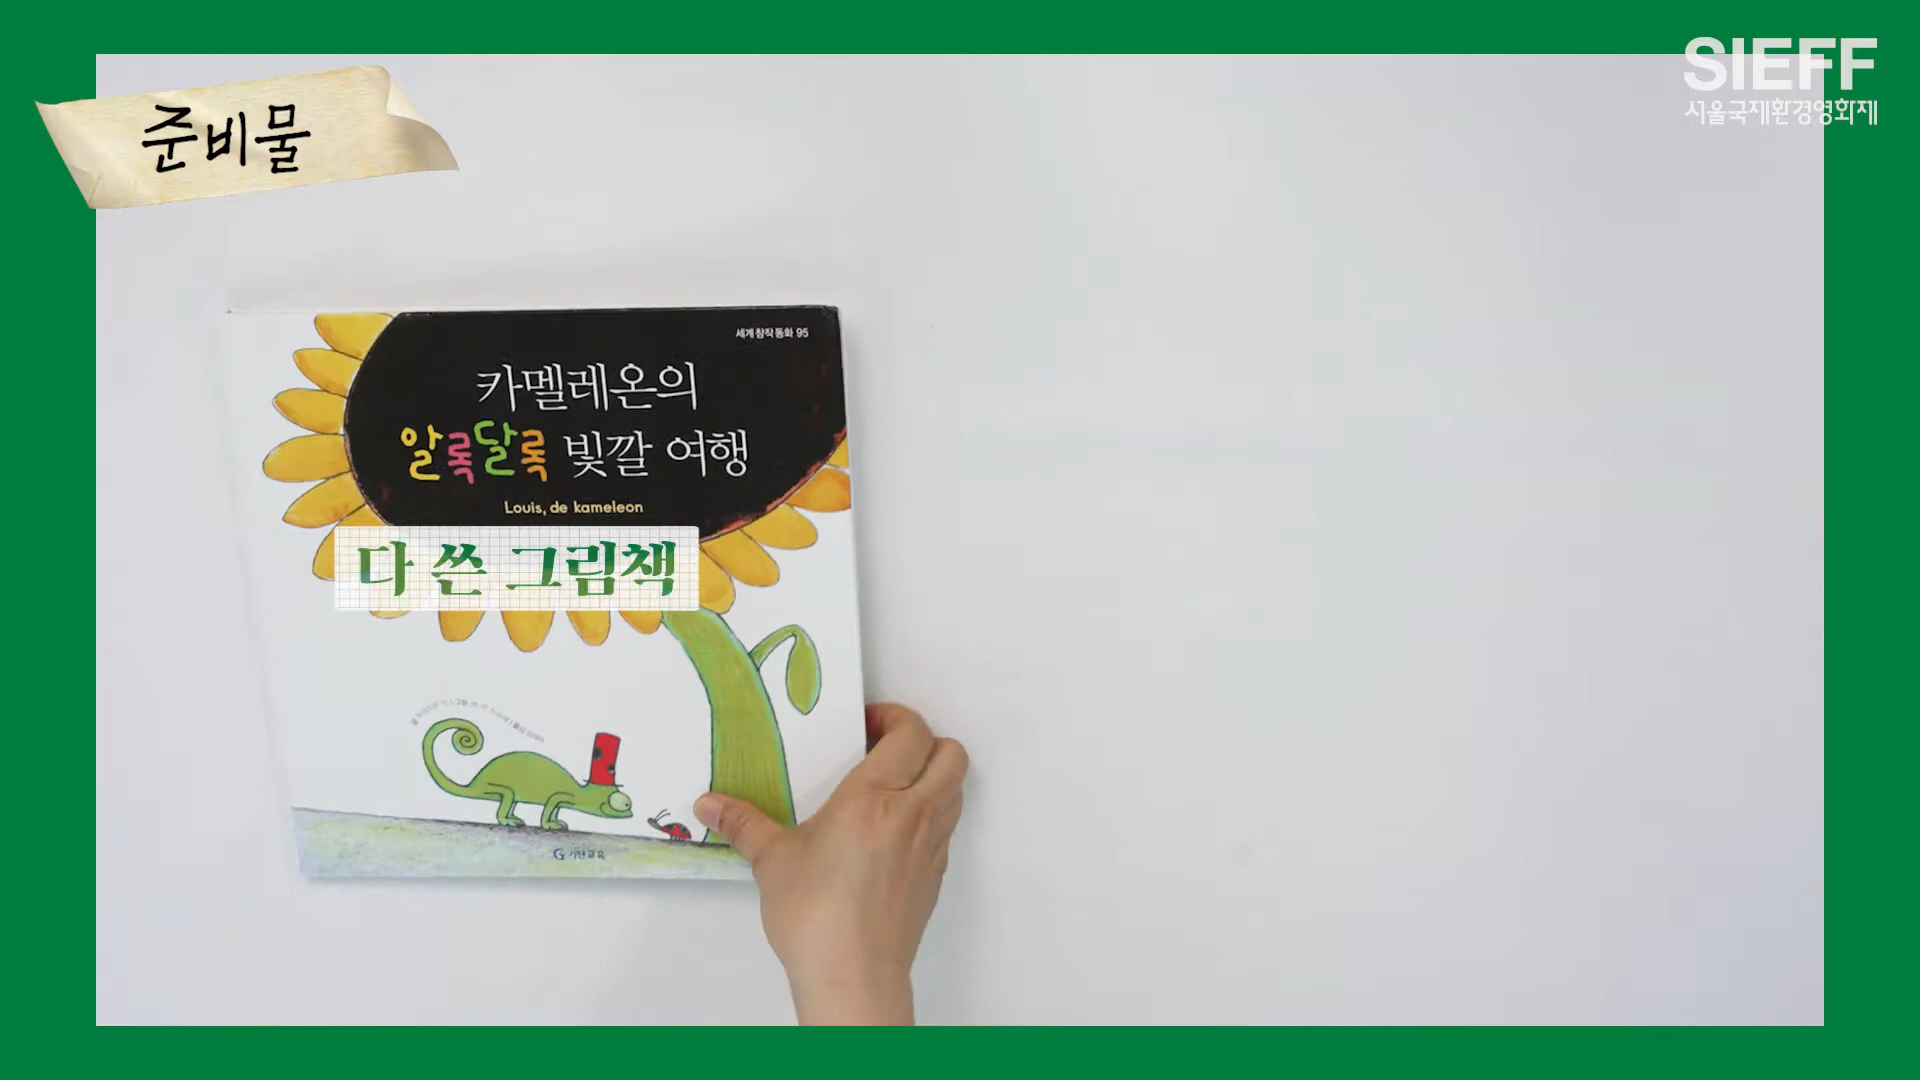 SIEFF
서울국제환경영화제
준비물
세계창작동화 95
카멜레온의
알록달록 빛깔 여행
Louis, de kameleon
다 쓴 그림책